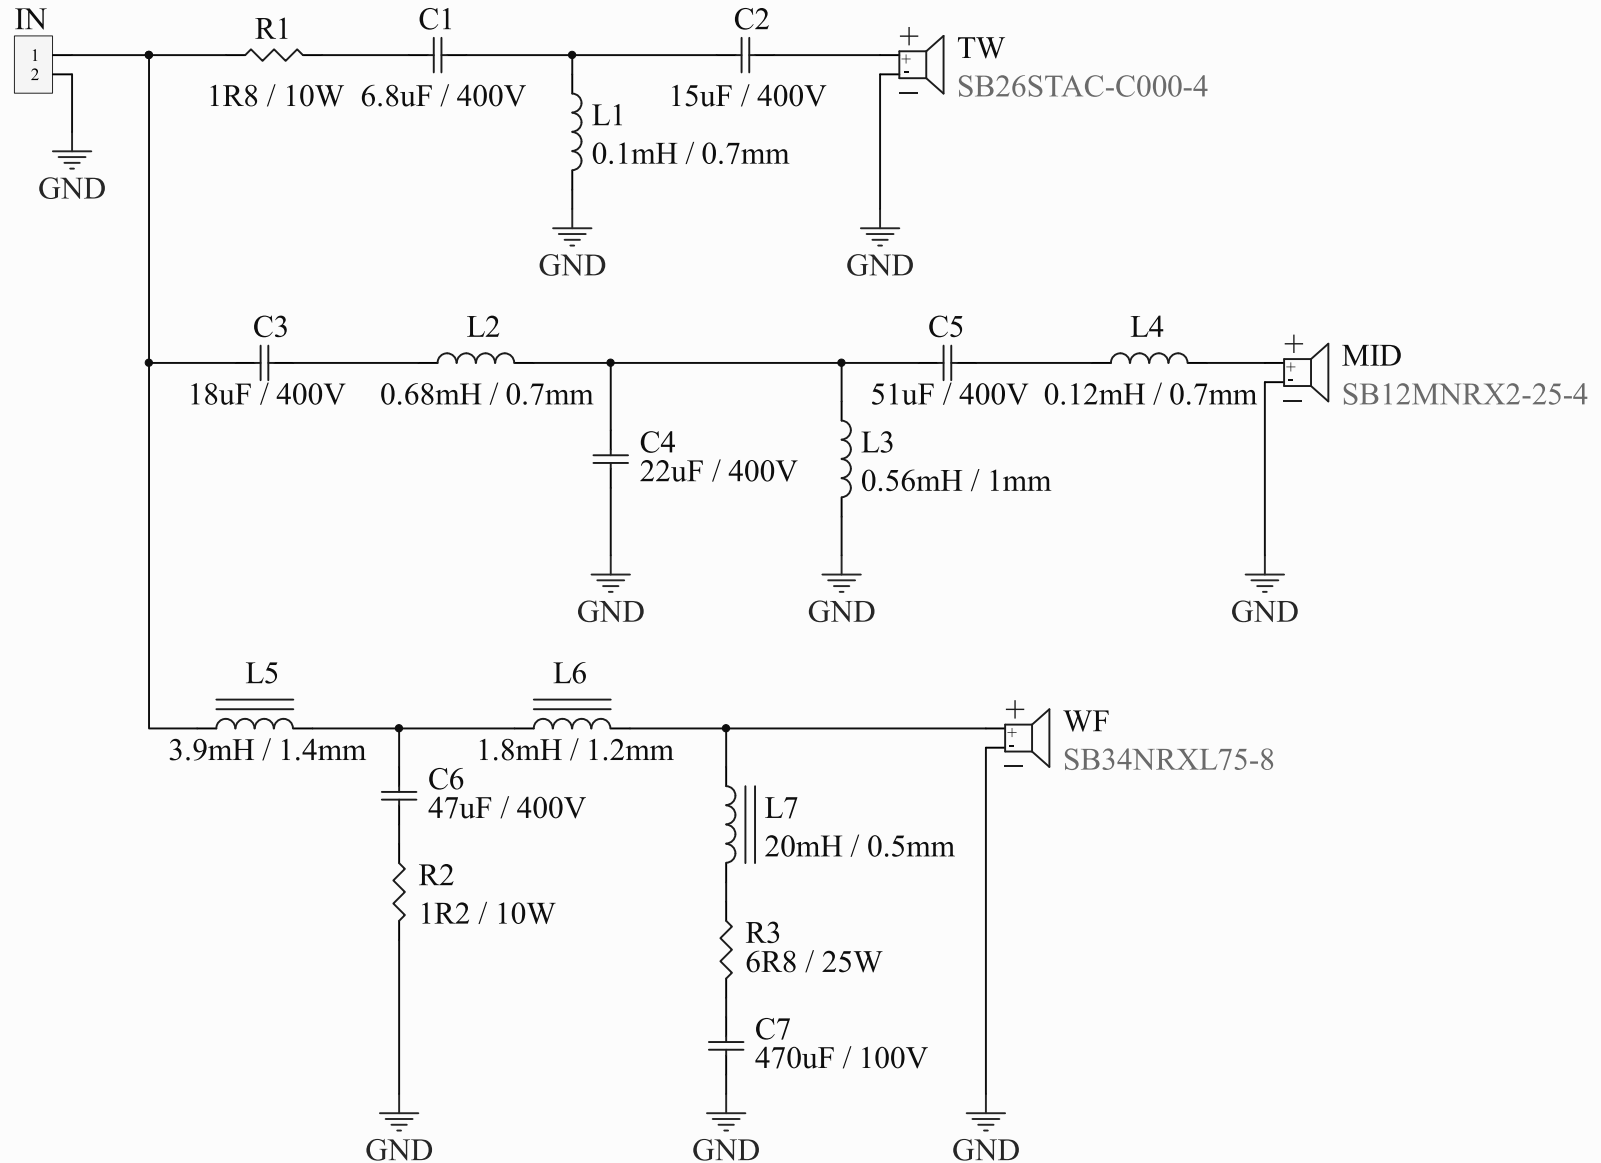 IN
1
2
GND
R1
1R8 / 10W
C1
6.8uF / 400V
L1
0.1mH / 0.7mm
GND
C2
15uF / 400V
+
+
-
—
TW
SB26STAC-C000-4
GND
C3
18uF / 400V
L2
0.68mH / 0.7mm
C4
22uF / 400V
GND
L3
0.56mH / 1mm
GND
C5
51uF / 400V
L4
0.12mH / 0.7mm
+
+
-
—
MID
SB12MNRX2-25-4
GND
L5
3.9mH / 1.4mm
C6
47uF / 400V
R2
1R2 / 10W
GND
L6
1.8mH / 1.2mm
L7
20mH / 0.5mm
R3
6R8 / 25W
C7
470uF / 100V
GND
+
+
-
—
WF
SB34NRXL75-8
GND